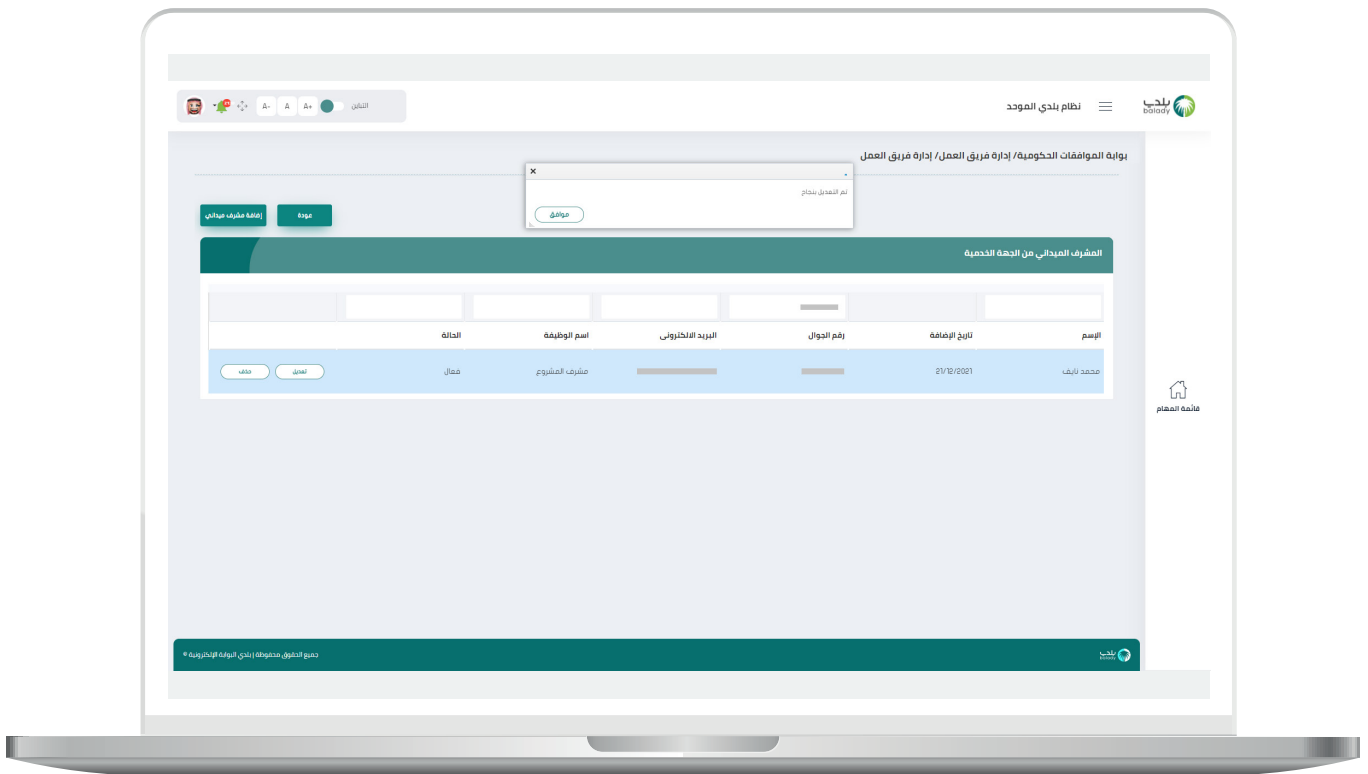 بلدي
balady
نظام بلدي الموحد
التباين
A+
A
A-
بوابة الموافقات الحكومية/ إدارة فريق العمل/ إدارة فريق العمل
×
تم التعديل بنجاح
موافق
عودة
إضافة مشرف ميداني
المشرف الميداني من الجهة الخدمية
الإسم تاريخ الإضافة رقم الجوال البريد الالكتروني اسم الوظيفة الحالة
محمد نايف 21/12/2021 مشرف المشروع فعال تعديل حذف
قائمة المهام
بلدي
balady
جميع الحقوق محفوظة | بلدي البوابة الإلكترونية ©